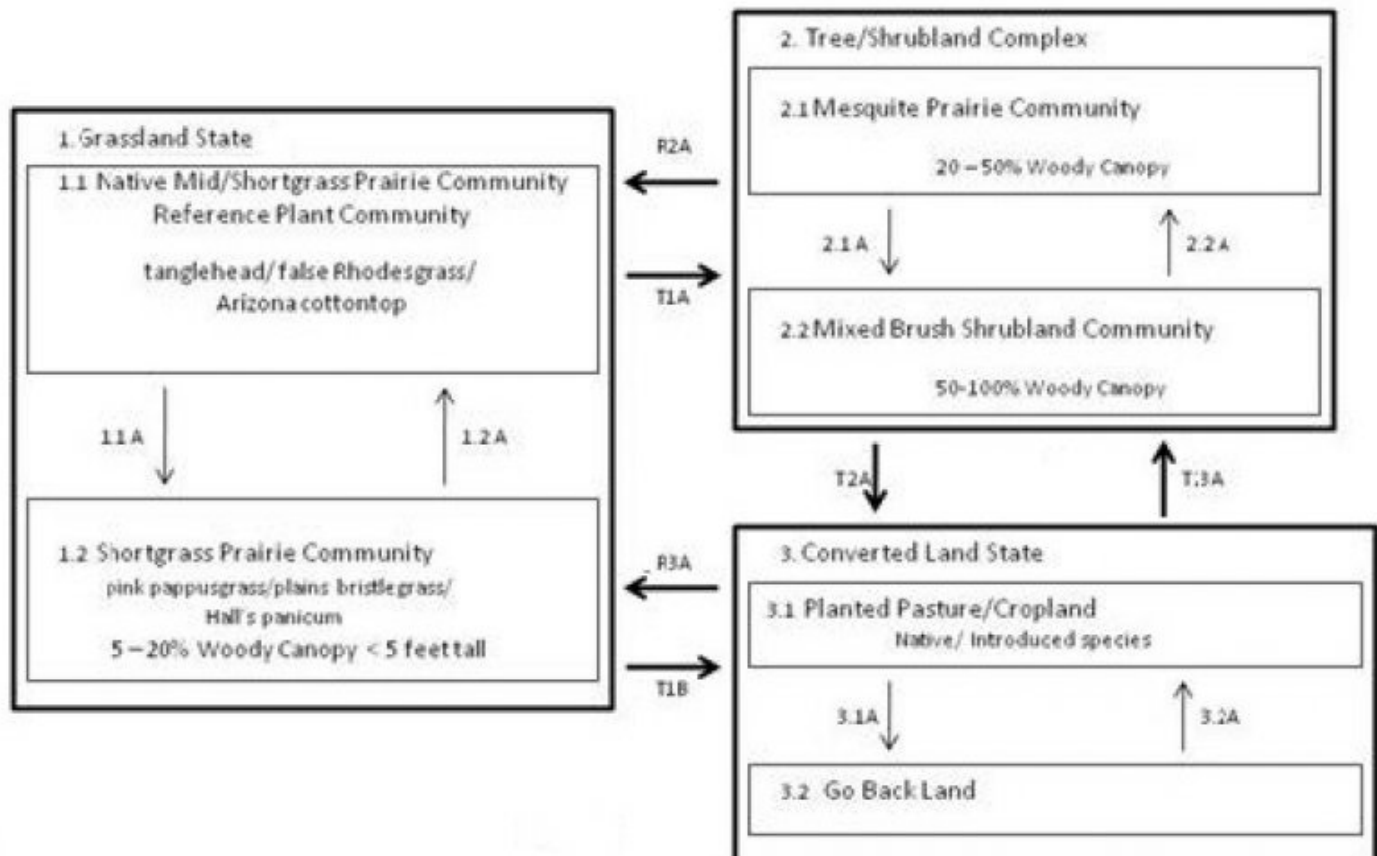 1. Grassland State
1.1 Native Mid/Shortgrass Prairie Community
Reference Plant Community
tanglehead/ false Rhodesgrass/
Arizona cottontop
1.1 A
1.2 A
1.2 Shortgrass Prairie Community
pink pappusgrass/plains bristlegrass/
Hall's panicum
5 – 20% Woody Canopy < 5 feet tall
R2A
T1A
R3A
T1B
2. Tree/Shrubland Complex
2.1 Mesquite Prairie Community
20 – 50% Woody Canopy
2.1 A
2.2 A
2.2 Mixed Brush Shrubland Community
50-100% Woody Canopy
T2A
T3A
3. Converted Land State
3.1 Planted Pasture/Cropland
Native/ Introduced species
3.1A
3.2A
3.2 Go Back Land